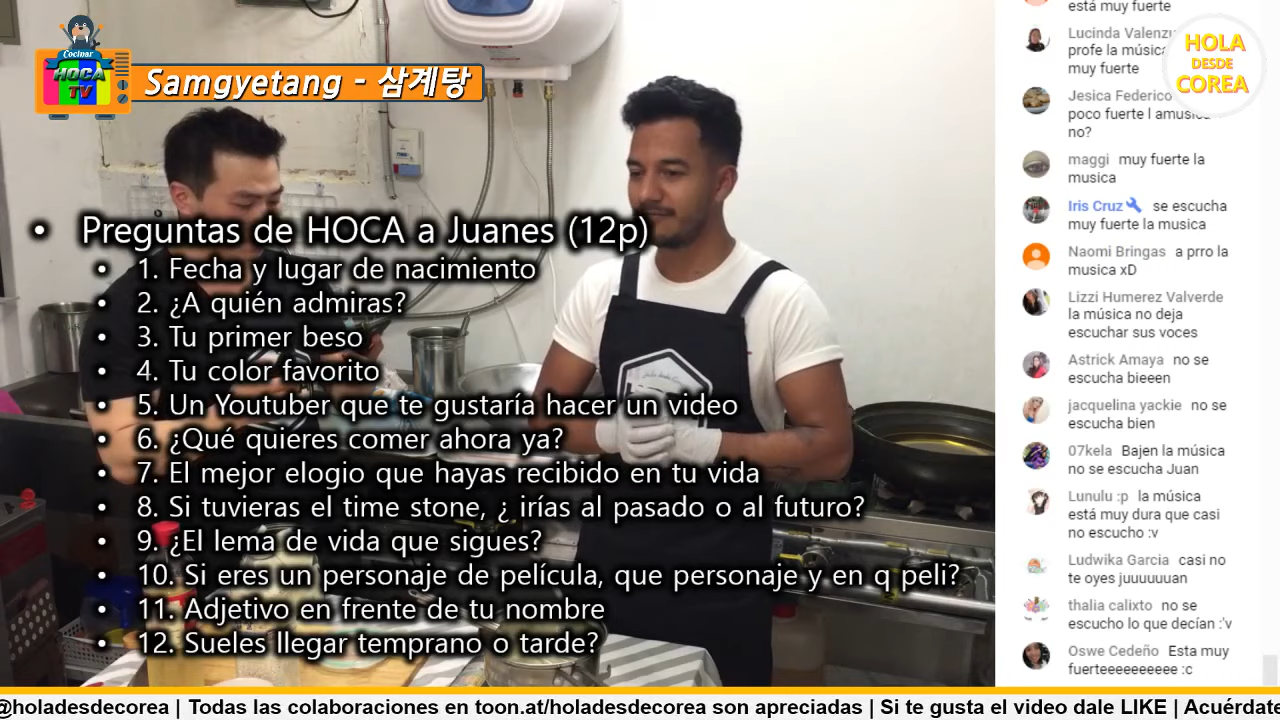 Cocinar
HOCA
TV
Samgyetang - 삼계탕
HOLA
DESDE
COREA
• Preguntas de HOCA a Juanes (12p)
• 1. Fecha y lugar de nacimiento
• 2. ¿A quién admiras?
• 3. Tu primer beso
• 4. Tu color favorito
• 5. Un Youtuber que te gustaría hacer un video
• 6. ¿Qué quieres comer ahora ya?
• 7. El mejor elogio que hayas recibido en tu vida
• 8. Si tuvieras el time stone, ¿ irías al pasado o al futuro?
• 9. ¿El lema de vida que sigues?
• 10. Si eres un personaje de película, que personaje y en q peli?
• 11. Adjetivo en frente de tu nombre
• 12. Sueles llegar temprano o tarde?
está muy fuerte
Lucinda
profe la música
muy fuerte
Jesica Federico
poco fuerte l amusica
no?
maggi muy fuerte la
musica
Iris Cruz se escucha
muy fuerte la musica
Naomi Bringas a prro la
musica xD
Lizzi Humerez Valverde
la música no deja
escuchar sus voces
Astrick Amaya no se
escucha bieeen
jacquelina yackie no se
escucha bien
07kela Bajen la música
no se escucha Juan
Lunulu :p la música
está muy dura que casi
no escucho :v
Ludwika Garcia casi no
te oyes juuuuuuan
thalia calixto no se
escucho lo que decían :'v
Oswe Cedeño Esta muy
fuerteeeeeeeeee :c
@holadesdecorea | Todas las colaboraciones en toon.at/holadesdecorea son apreciadas | Si te gusta el video dale LIKE | Acuérdate